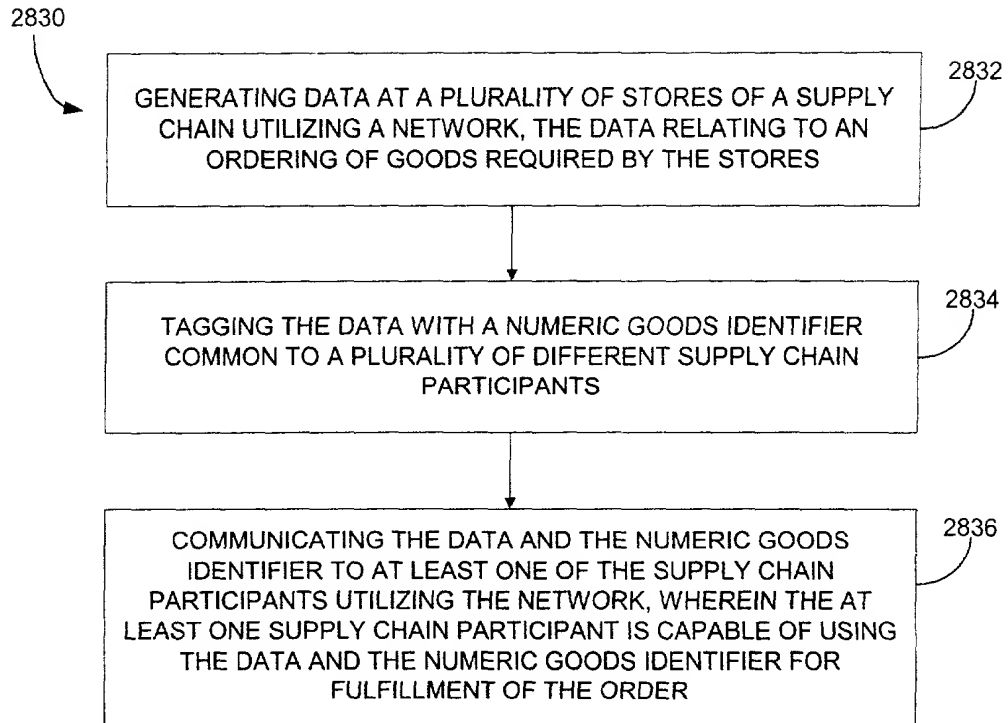 2830
2832
GENERATING DATA AT A PLURALITY OF STORES OF A SUPPLY
CHAIN UTILIZING A NETWORK, THE DATA RELATING TO AN
ORDERING OF GOODS REQUIRED BY THE STORES
2834
TAGGING THE DATA WITH A NUMERIC GOODS IDENTIFIER
COMMON TO A PLURALITY OF DIFFERENT SUPPLY CHAIN
PARTICIPANTS
2836
COMMUNICATING THE DATA AND THE NUMERIC GOODS
IDENTIFIER TO AT LEAST ONE OF THE SUPPLY CHAIN
PARTICIPANTS UTILIZING THE NETWORK, WHEREIN THE AT
LEAST ONE SUPPLY CHAIN PARTICIPANT IS CAPABLE OF USING
THE DATA AND THE NUMERIC GOODS IDENTIFIER FOR
FULFILLMENT OF THE ORDER